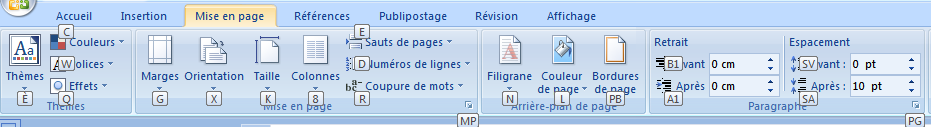 Accueil Insertion Mise en page Références Publipostage Révision Affichage
C E
Aa Couleurs Sauts de pages Retrait Espacement
W olices D Numéros de lignes B1 vant : 0 cm SV vant : 0 pt
Thèmes Effets Marges Orientation Taille Colonnes Coupure de mots Filigrane Couleur de page Bordures de page Après : 0 cm Après : 10 pt
È Q G X K 8 R N L PB A1 SA
Thèmes Mise en page Arrière-plan de page Paragraphe
MP PG